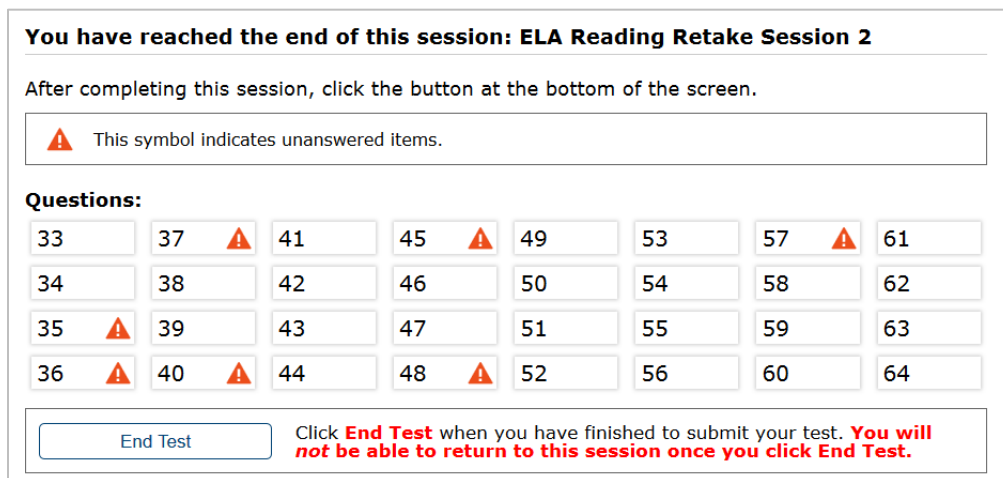 You have reached the end of this session: ELA Reading Retake Session 2
After completing this session, click the button at the bottom of the screen.
This symbol indicates unanswered items.
Questions:
33 37 41 45 49 53 57 61
34 38 42 46 50 54 58 62
35 39 43 47 51 55 59 63
36 40 44 48 52 56 60 64
End Test
Click End Test when you have finished to submit your test. You will
not be able to return to this session once you click End Test.